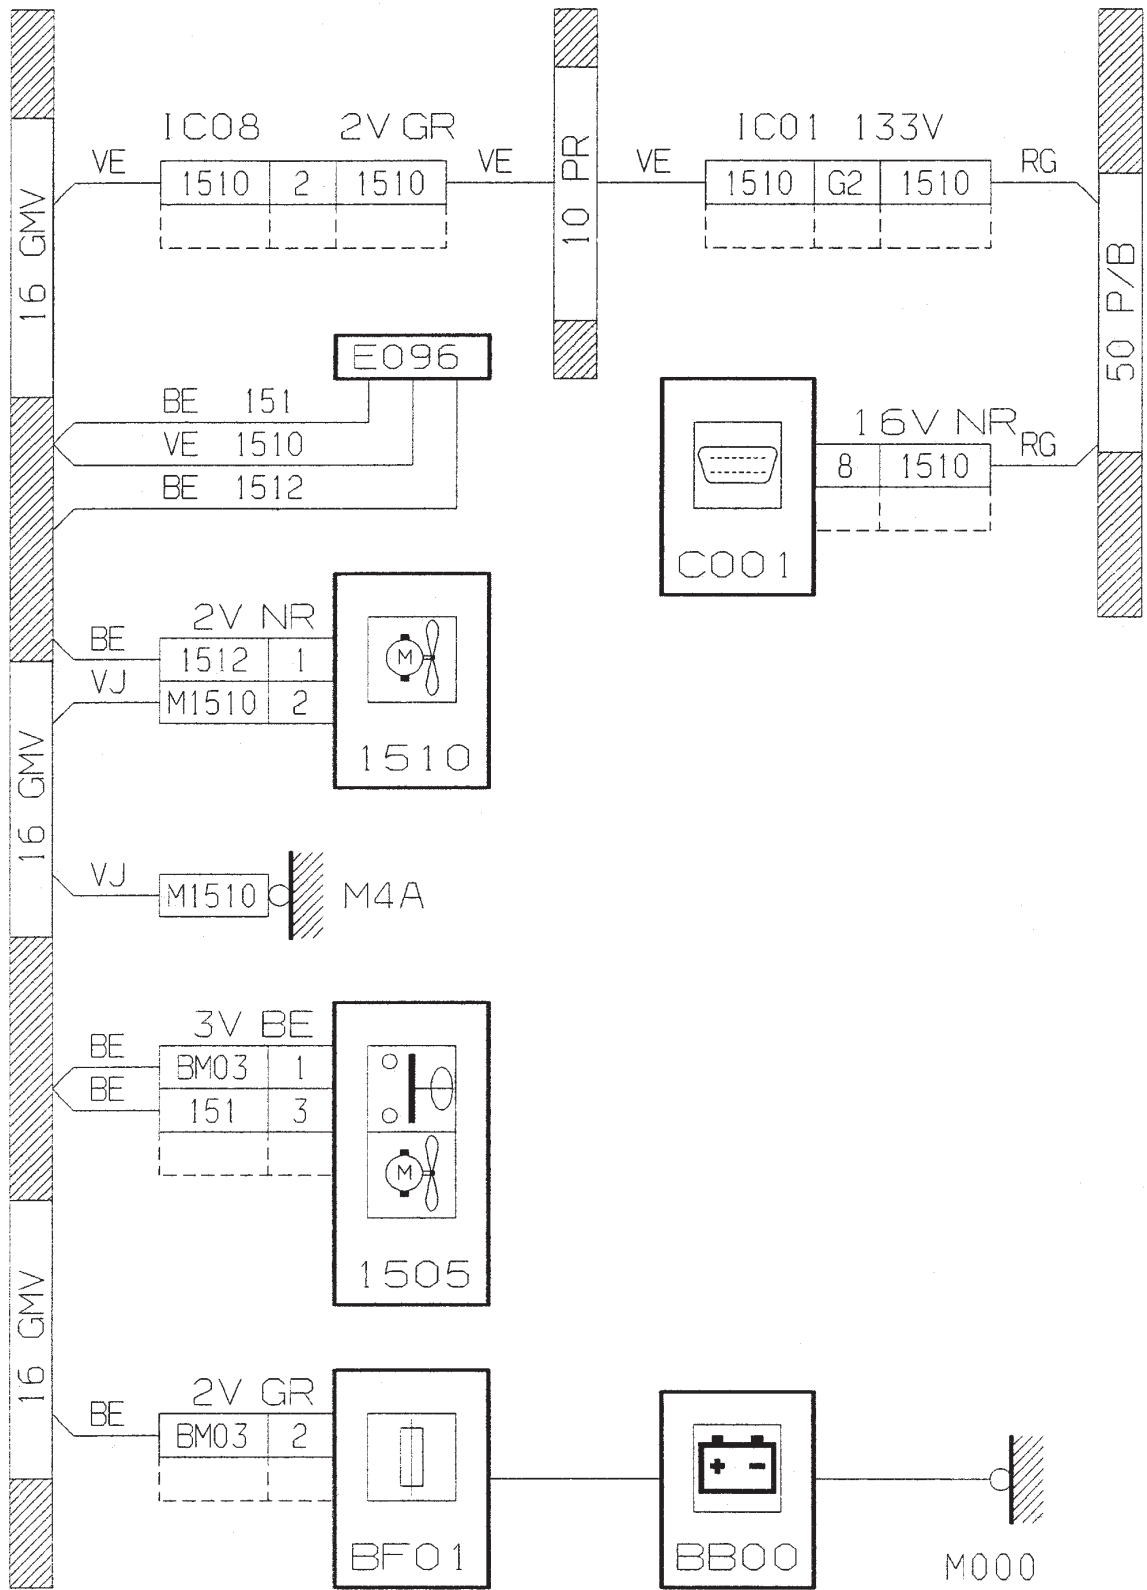 IC08 2V GR
IC01 133V
VE
1510 2 1510
VE
10 PR
VE
1510 G2 1510
RG
16 GMV
50 P/B
E096
BE 151
VE 1510
BE 1512
16V NR
8 1510
RG
C001
2V NR
BE
1512 1
VJ
M1510 2
M
1510
16 GMV
VJ
M1510
M4A
3V BE
BE
BM03 1
BE
151 3
M
1505
16 GMV
2V GR
BE
BM03 2
BF01
+ -
BB00
M000